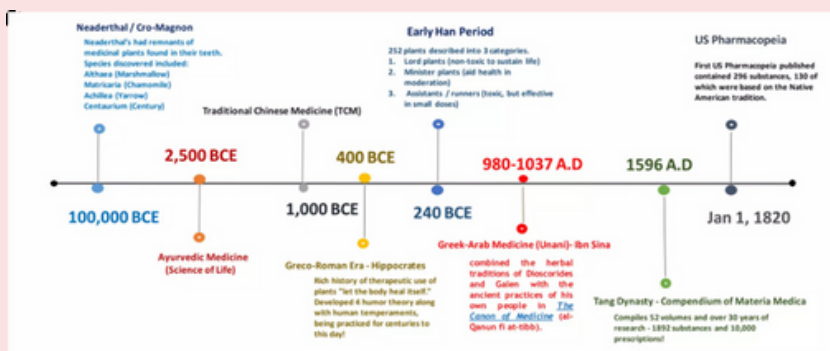 Neaderthal / Cro-Magnon
Neaderthal's had remnants of
medicinal plants found in their teeth.
Species discovered included:
Althaea (Marshmallow)
Matricaria (Chamomile)
Achillea (Yarrow)
Centaurium (Century)
100,000 BCE
2,500 BCE
Ayurvedic Medicine
(Science of Life)
Traditional Chinese Medicine (TCM)
1,000 BCE
400 BCE
Greco-Roman Era - Hippocrates
Rich history of therapeutic use of
plants "let the body heal itself."
Developed 4 humor theory along
with human temperaments,
being practiced for centuries to
this day!
Early Han Period
252 plants described into 3 categories.
1. Lord plants (non-toxic to sustain life)
2. Minister plants (aid health in
moderation)
3. Assistants / runners (toxic, but effective
in small doses)
240 BCE
980-1037 A.D
Greek-Arab Medicine (Unani)- Ibn Sina
combined the herbal
traditions of Dioscorides
and Galen with the
ancient practices of his
own people in The
Canon of Medicine (al-
Qanun fi at-tibb).
1596 A.D
Tang Dynasty - Compendium of Materia Medica
Compiles 52 volumes and over 30 years of
research - 1892 substances and 10,000
prescriptions!
US Pharmacopeia
First US Pharmacopeia published
contained 296 substances, 130 of
which were based on the Native
American tradition.
Jan 1, 1820